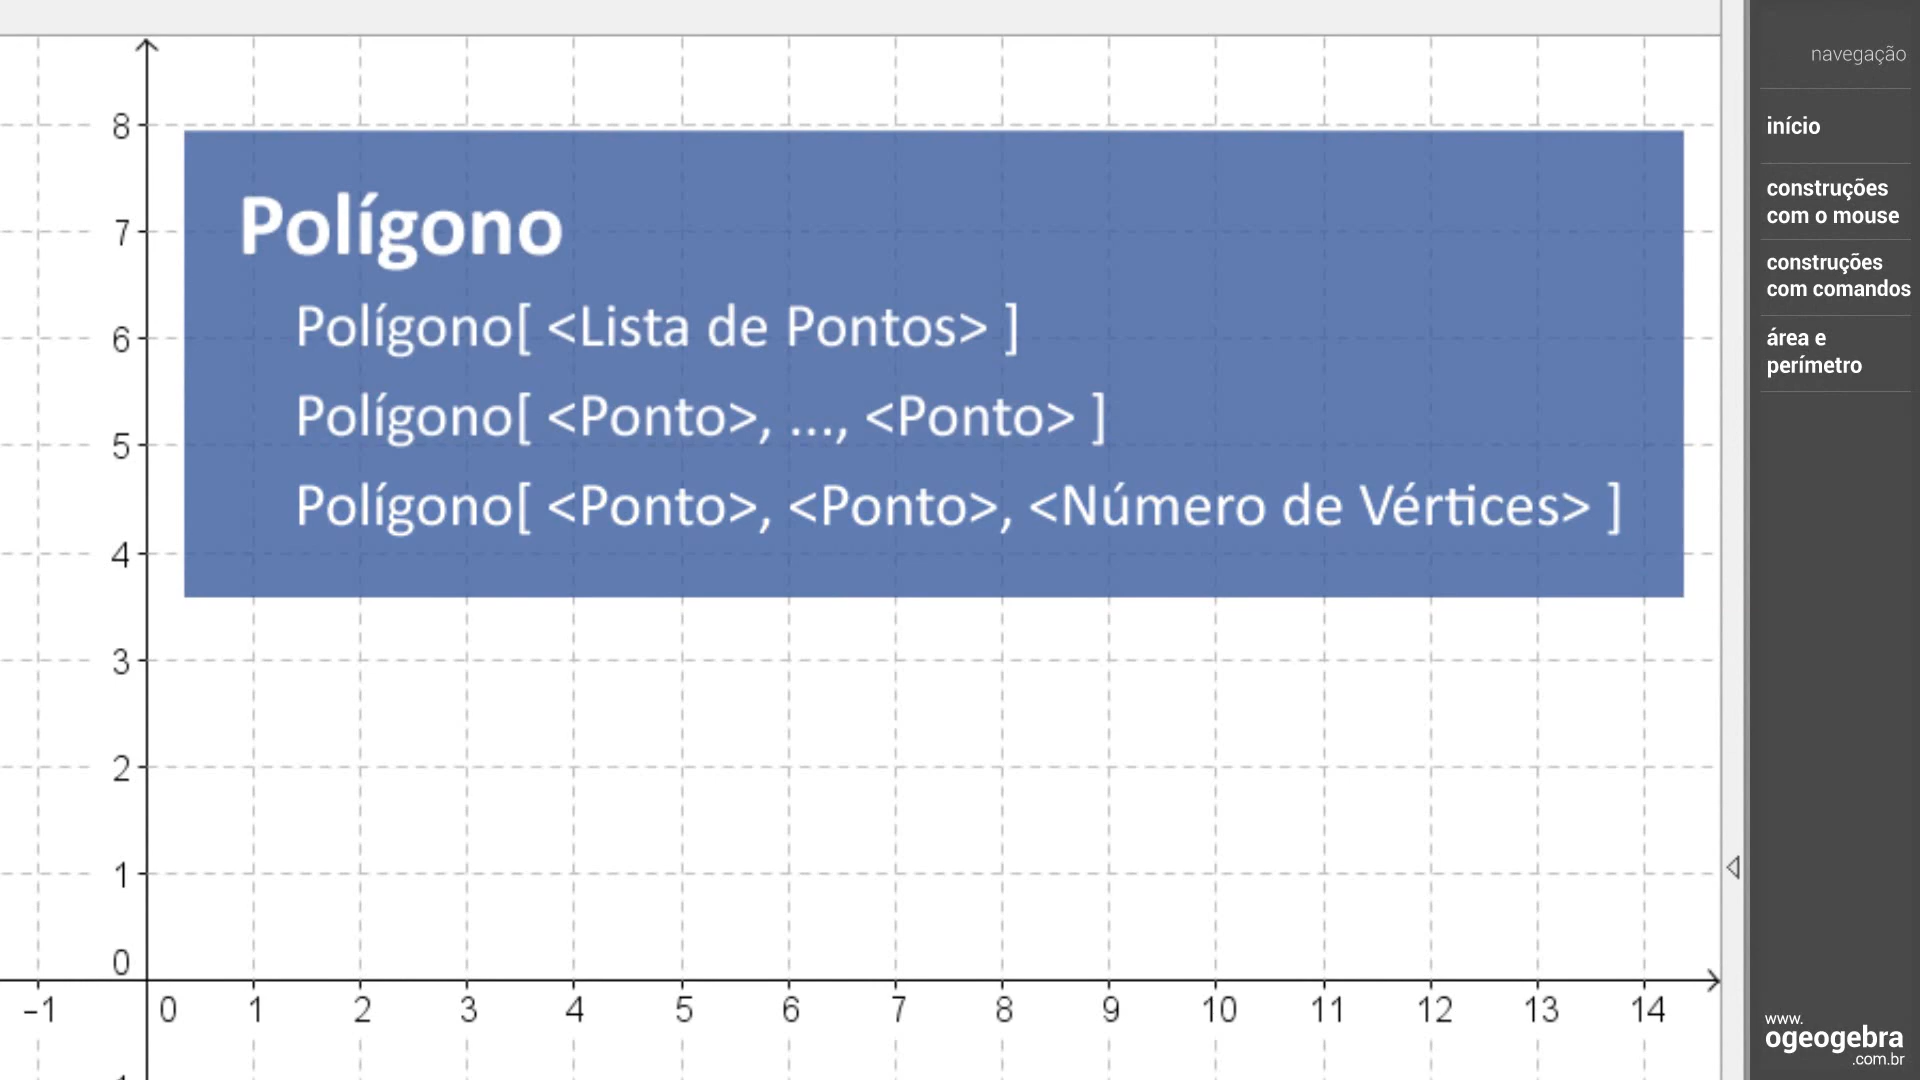 Polígono
Polígono[ <Lista de Pontos> ]
Polígono[ <Ponto>, ..., <Ponto> ]
Polígono[ <Ponto>, <Ponto>, <Número de Vértices> ]
8
7
6
5
4
3
2
1
0
-1 0 1 2 3 4 5 6 7 8 9 10 11 12 13 14
navegação
início
construções
com o mouse
construções
com comandos
área e
perímetro
www.
ogeogebra
.com.br